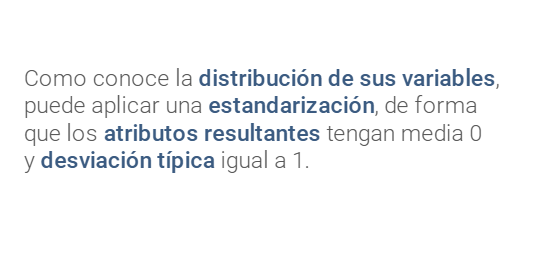 Como conoce la distribución de sus variables,
puede aplicar una estandarización, de forma
que los atributos resultantes tengan media 0
y desviación típica igual a 1.